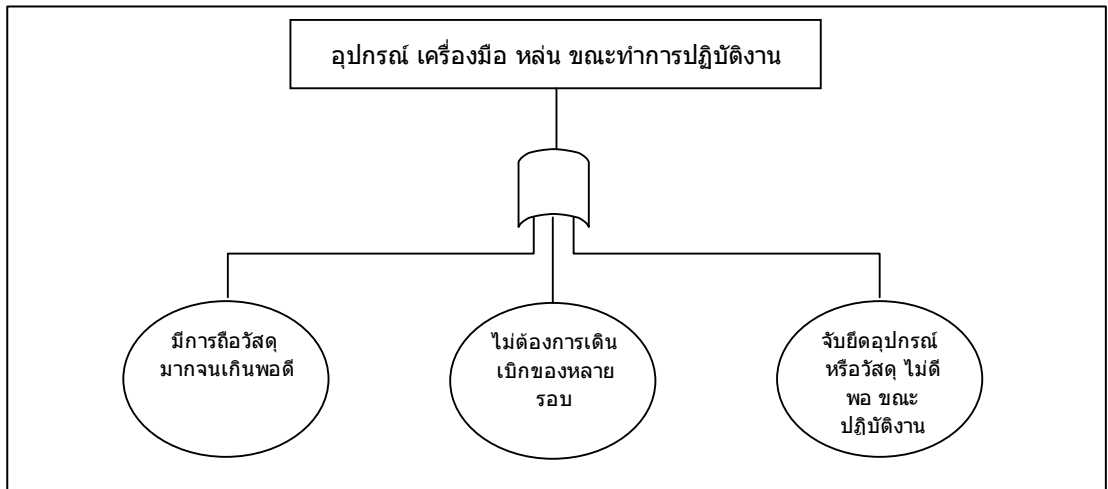 อุปกรณ์ เครื่องมือ หล่น ขณะทำการปฏิบัติงาน
มีการถือวัสดุ
มากจนเกินพอดี
ไม่ต้องการเดิน
เบิกของหลาย
รอบ
จับยึดอุปกรณ์
หรือวัสดุ ไม่ดี
พอ ขณะ
ปฏิบัติงาน